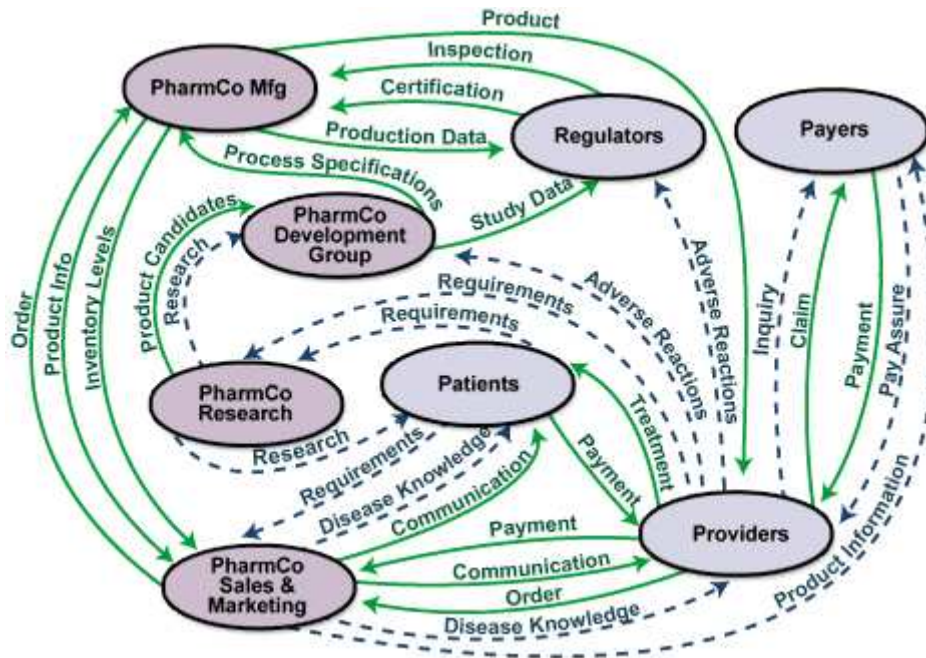 Product
Inspection
PharmCo Mfg
Certification
Regulators
Payers
Production Data
Process Specifications
Study Data
PharmCo
Development
Group
Product Candidates
Research
Order
Product Info
Inventory Levels
Requirements
Requirements
Adverse Reactions
Adverse Reactions
Inquiry
Claim
Payment
Pay Assure
PharmCo
Research
Patients
Research
Requirements
Disease Knowledge
Communication
Treatment
Payment
Providers
Product Information
PharmCo
Sales &
Marketing
Payment
Communication
Order
Disease Knowledge